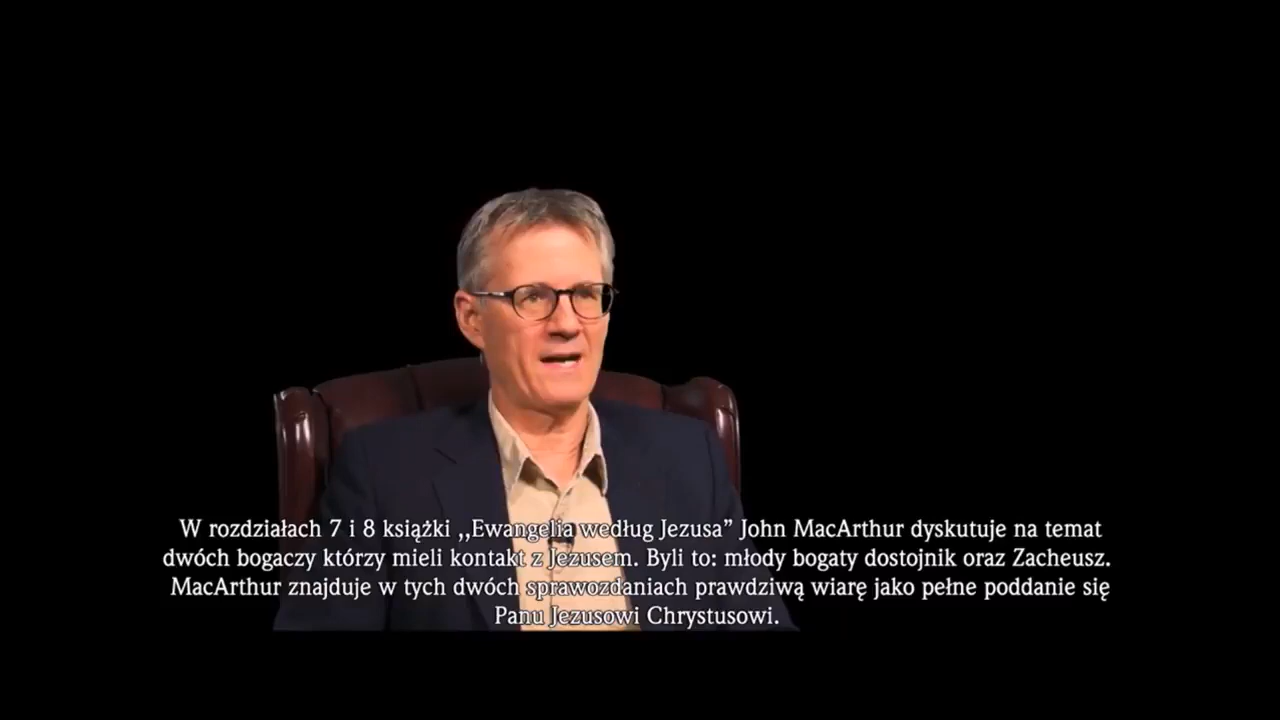 W rozdziałach 7 i 8 książki ,,Ewangelia według Jezusa” John MacArthur dyskutuje na temat
dwóch bogaczy którzy mieli kontakt z Jezusem. Byli to: młody bogaty dostojnik oraz Zacheusz.
MacArthur znajduje w tych dwóch sprawozdaniach prawdziwą wiarę jako pełne poddanie się
Panu Jezusowi Chrystusowi.